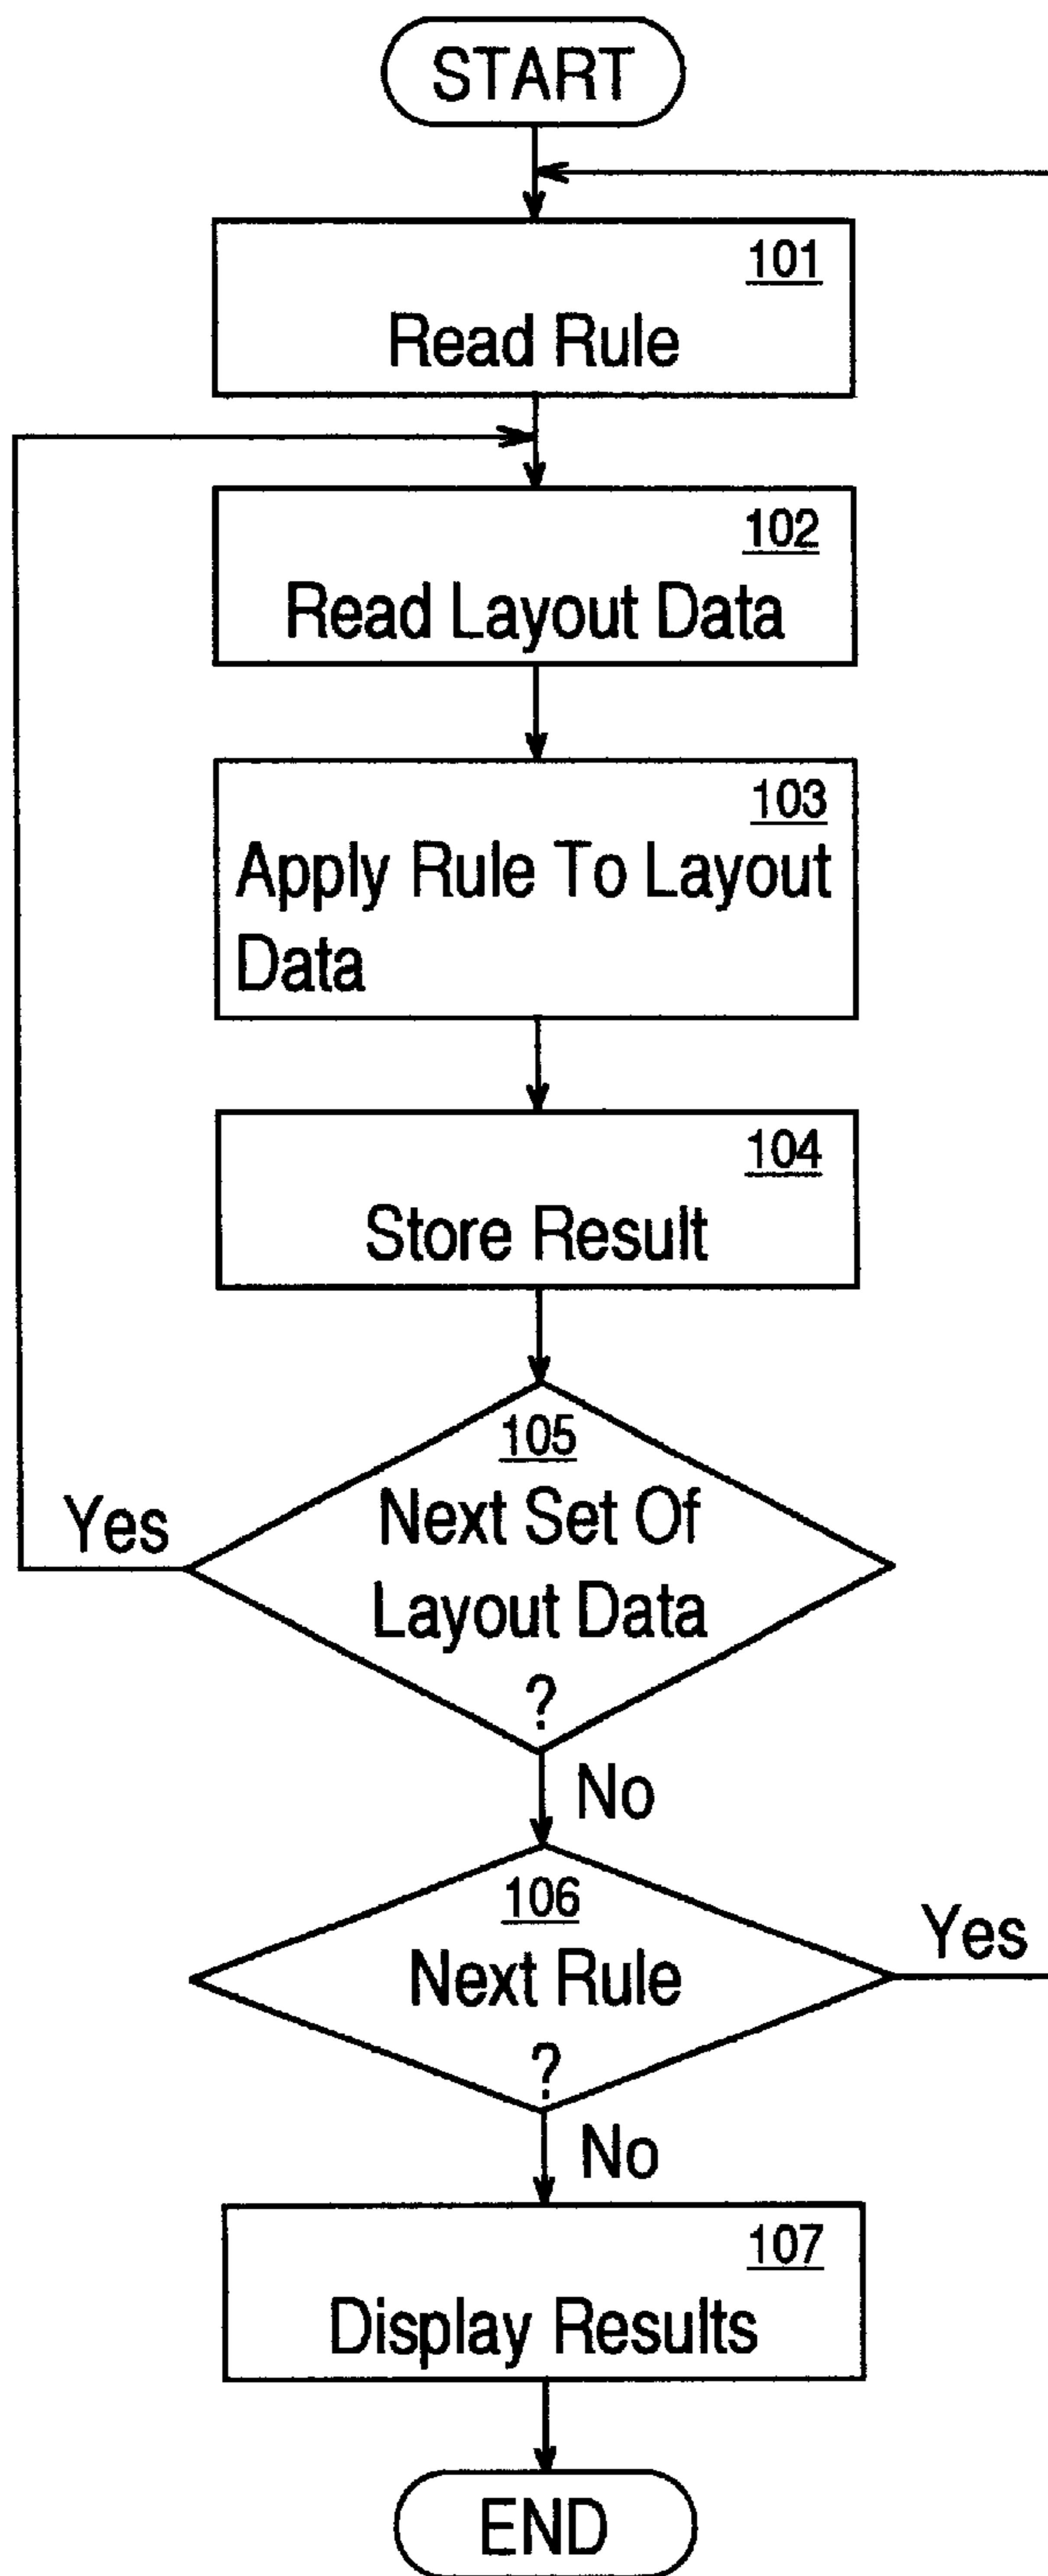 START
101
Read Rule
102
Read Layout Data
103
Apply Rule To Layout
Data
104
Store Result
105
Next Set Of
Layout Data
?
Yes
No
106
Next Rule
?
Yes
No
107
Display Results
END